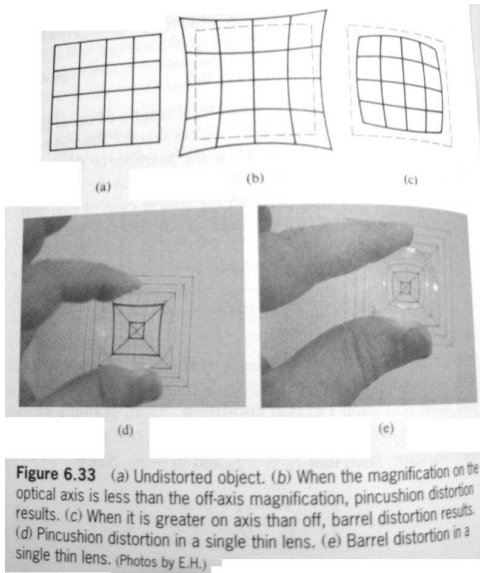 (a)
(b)
(c)
(d)
(e)
Figure 6.33 (a) Undistorted object. (b) When the magnification on the
optical axis is less than the off-axis magnification, pincushion distortion
results. (c) When it is greater on axis than off, barrel distortion results.
(d) Pincushion distortion in a single thin lens. (e) Barrel distortion in a
single thin lens. (Photos by E.H.)